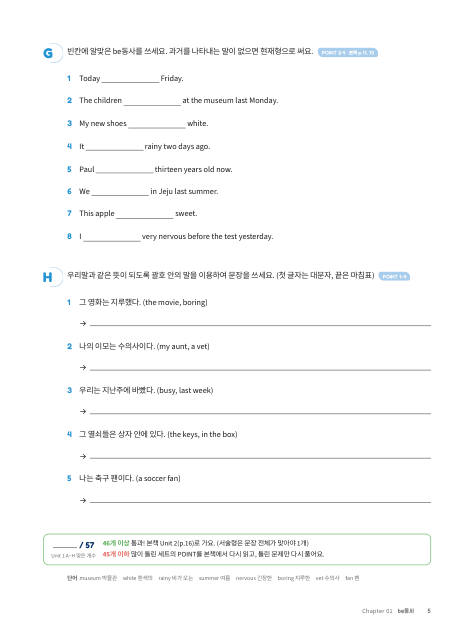 G 빈칸에 알맞은 be동사를 쓰세요. 과거를 나타내는 말이 없으면 현재형으로 써요.
1 Today ______________ Friday.
2 The children ______________ at the museum last Monday.
3 My new shoes ______________ white.
4 It ______________ rainy two days ago.
5 Paul ______________ thirteen years old now.
6 We ______________ in Jeju last summer.
7 This apple ______________ sweet.
8 I ______________ very nervous before the test yesterday.
H 우리말과 같은 뜻이 되도록 괄호 안의 말을 이용하여 문장을 쓰세요. (첫 글자는 대문자, 끝은 마침표) POINT 1-4
1 그 영화는 지루했다. (the movie, boring)
→
2 나의 이모는 수의사이다. (my aunt, a vet)
→
3 우리는 지난주에 바빴다. (busy, last week)
→
4 그 열쇠들은 상자 안에 있다. (the keys, in the box)
→
5 나는 축구 팬이다. (a soccer fan)
→
______ / 57
Unit 1 A-H 맞은 개수
46개 이상 통과! 본책 Unit 2(p.16)로 가요. (서술형은 문장 전체가 맞아야 1개)
45개 이하 많이 틀린 세트의 POINT를 본책에서 다시 읽고, 틀린 문제만 다시 풀어요.
단어 museum 박물관 white 흰색의 rainy 비가 오는 summer 여름 nervous 긴장한 boring 지루한 vet 수의사 fan 팬
Chapter 01 be동사 5